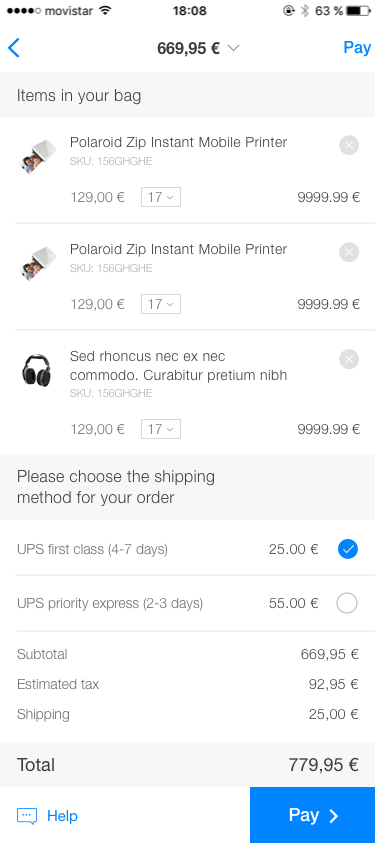 movistar 18:08 63 %
669,95 € Pay
Items in your bag
Polaroid Zip Instant Mobile Printer
SKU: 156GHGHE
129,00 € 17 9999.99 €
Polaroid Zip Instant Mobile Printer
SKU: 156GHGHE
129,00 € 17 9999.99 €
Sed rhoncus nec ex nec
commodo. Curabitur pretium nibh
SKU: 156GHGHE
129,00 € 17 9999.99 €
Please choose the shipping
method for your order
UPS first class (4-7 days) 25.00 €
UPS priority express (2-3 days) 55.00 €
Subtotal 669,95 €
Estimated tax 92,95 €
Shipping 25,00 €
Total 779,95 €
Help Pay